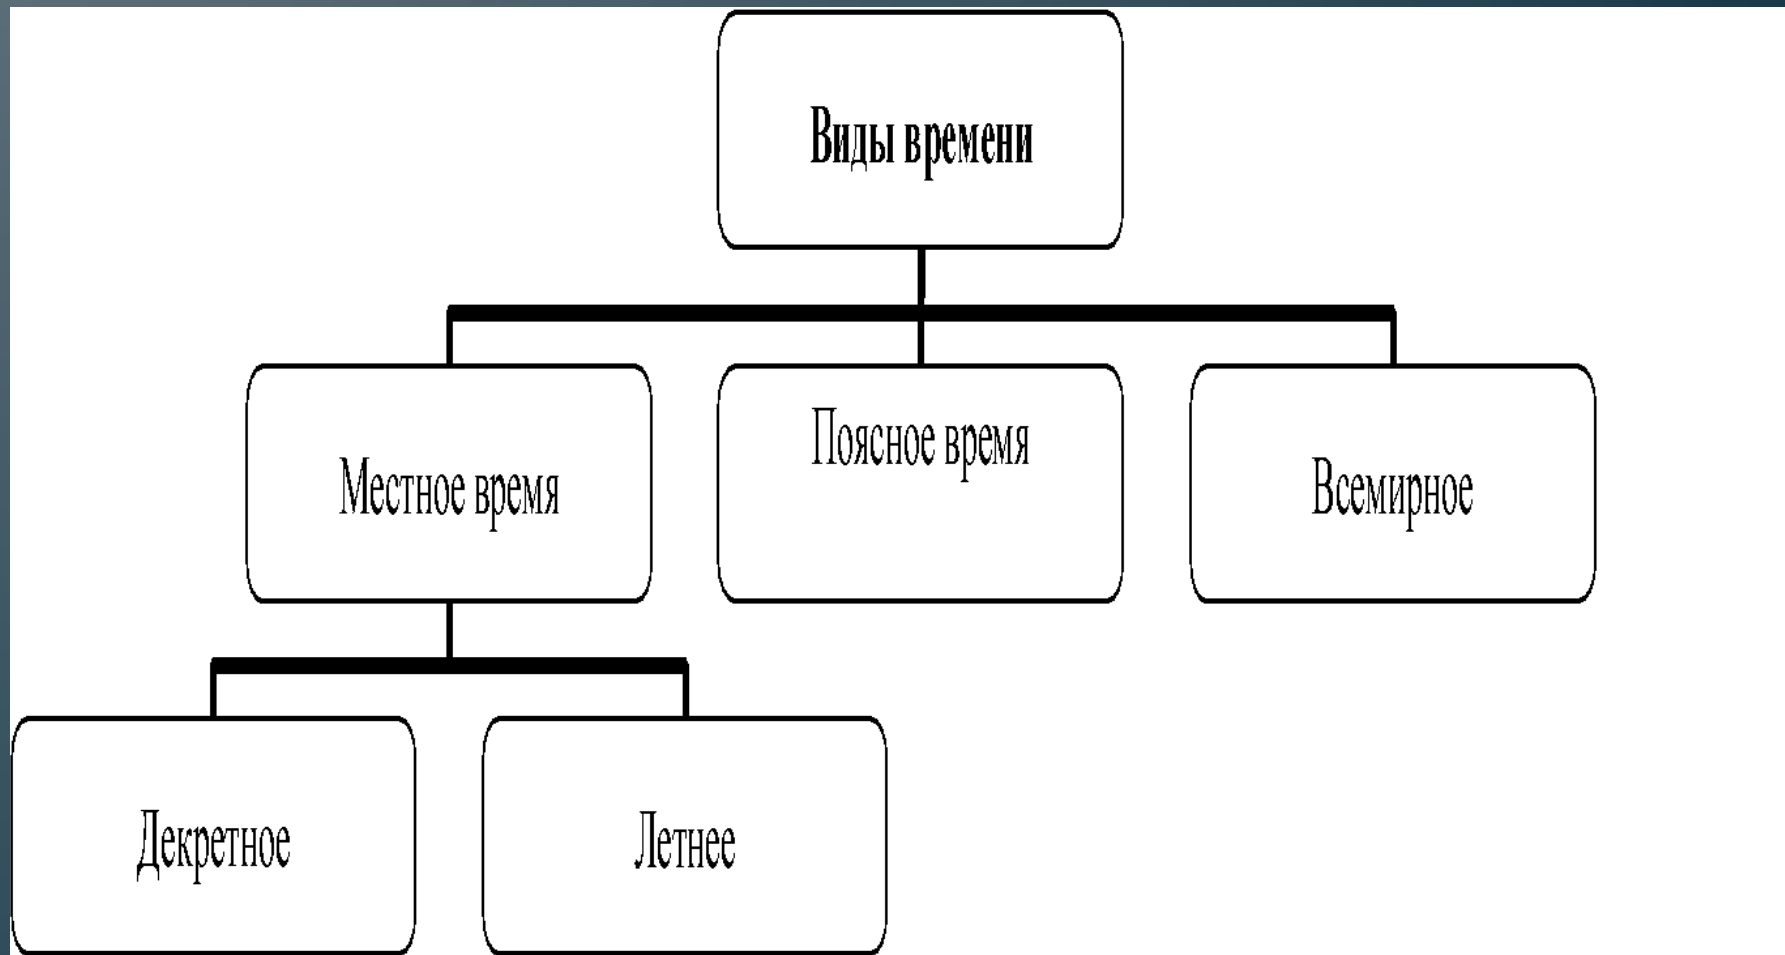 Виды времени
Местное время
Поясное время
Всемирное
Декретное
Летнее